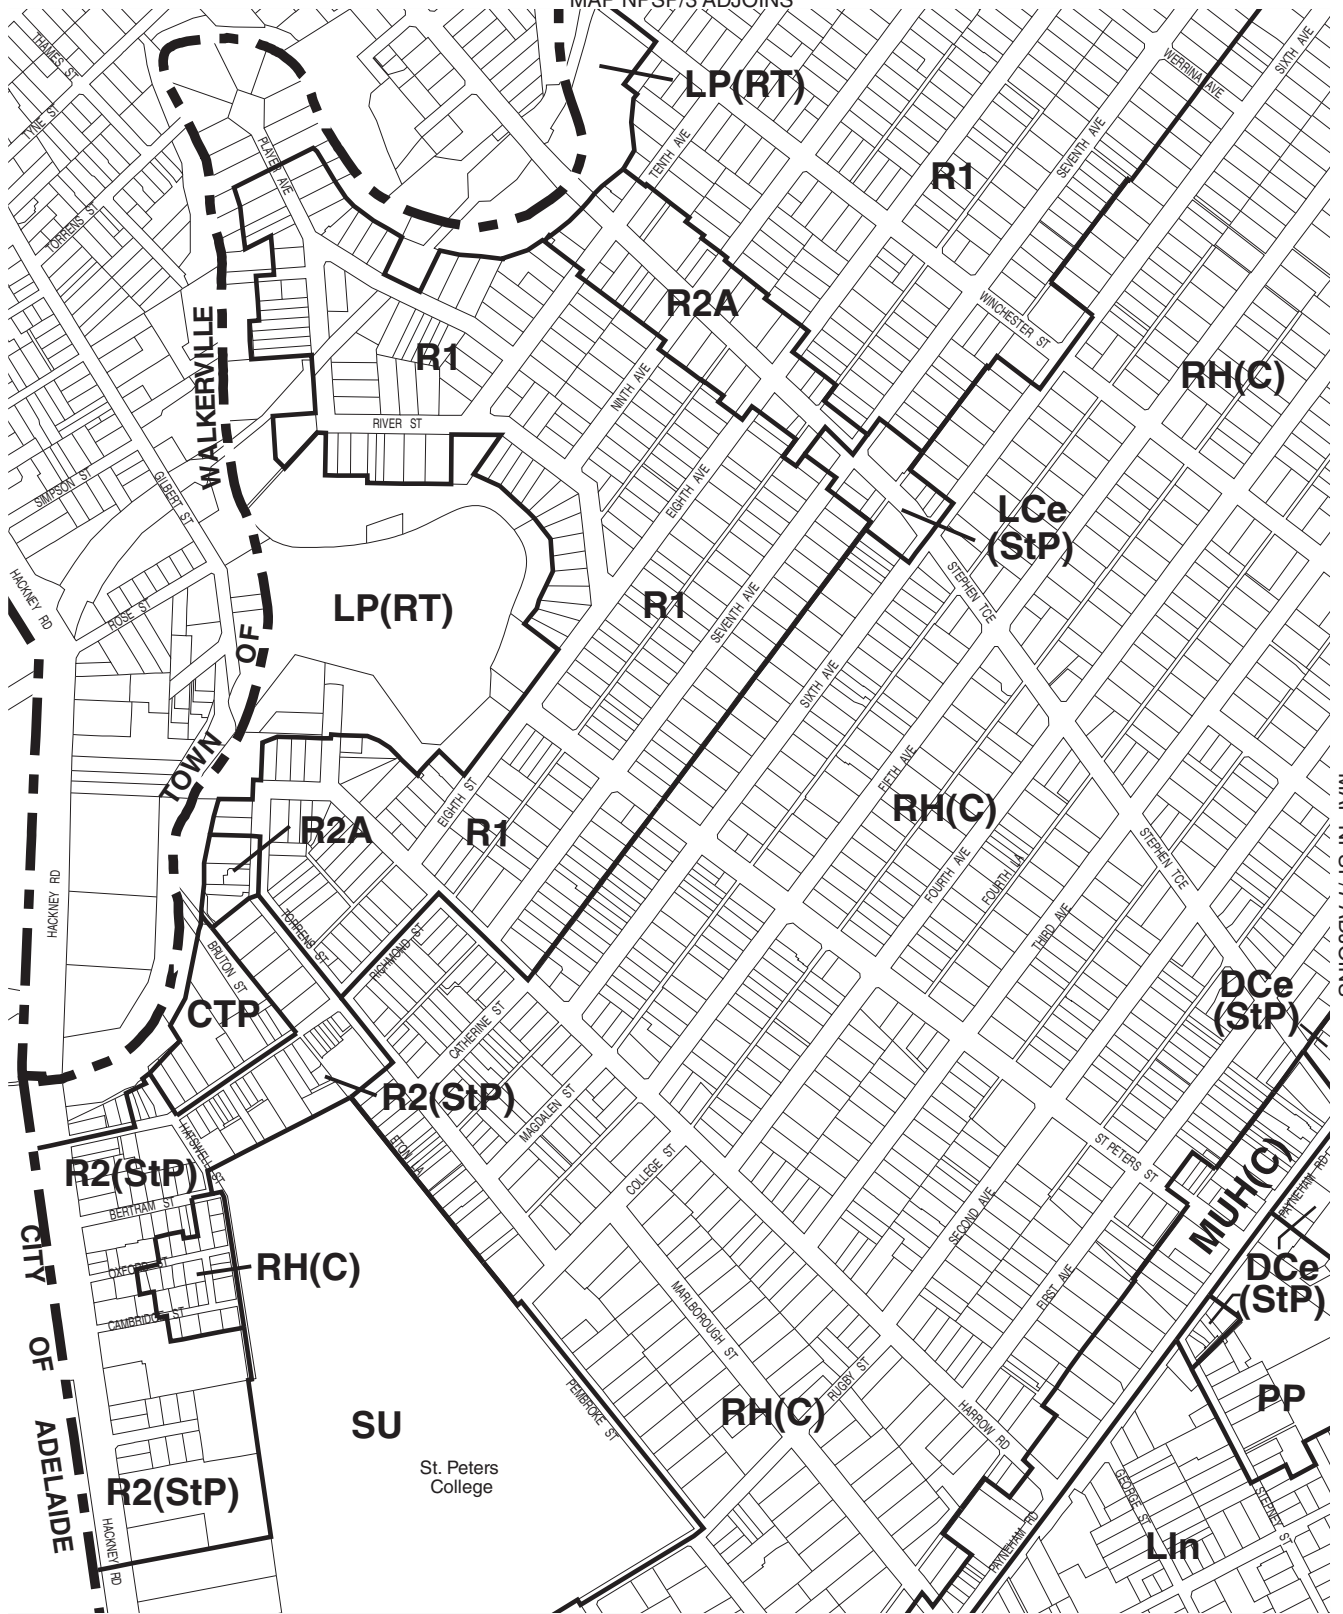 MAP NPSP/3 ADJOINS
THAMES ST
TYNE ST
TORRENS ST
PLAYER AVE
LP(RT)
TENTH AVE
R1
SEVENTH AVE
WERRINA AVE
SIXTH AVE
R2A
WINCHESTER ST
RH(C)
WALKERVILLE
R1
RIVER ST
NINTH AVE
SIMPSON ST
GILBERT ST
EIGHTH AVE
LCe
(StP)
HACKNEY RD
ROSE ST
OF
LP(RT)
R1
SEVENTH AVE
STEPHEN TCE
SIXTH AVE
TOWN
FIFTH AVE
RH(C)
EIGHTH ST
R1
R2A
STEPHEN TCE
FOURTH AVE
FOURTH LA
THIRD AVE
HACKNEY RD
TORRENS ST
BRUTON ST
RICHMOND ST
CTP
CATHERINE ST
DCe
(StP)
R2(StP)
MAGDALEN ST
ETON LA
HATSWELL ST
R2(StP)
BERTRAM ST
COLLEGE ST
ST PETERS ST
MUH(C)
PAYNEHAM RD
SECOND AVE
CITY
OXFORD ST
RH(C)
CAMBRIDGE ST
DCe
(StP)
FIRST AVE
MARLBOROUGH ST
OF
PEMBROKE ST
RUGBY ST
RH(C)
HARROW RD
PP
SU
ADELAIDE
St. Peters
College
R2(StP)
HACKNEY RD
GEORGE ST
STEPNEY ST
LIn
PAYNEHAM RD